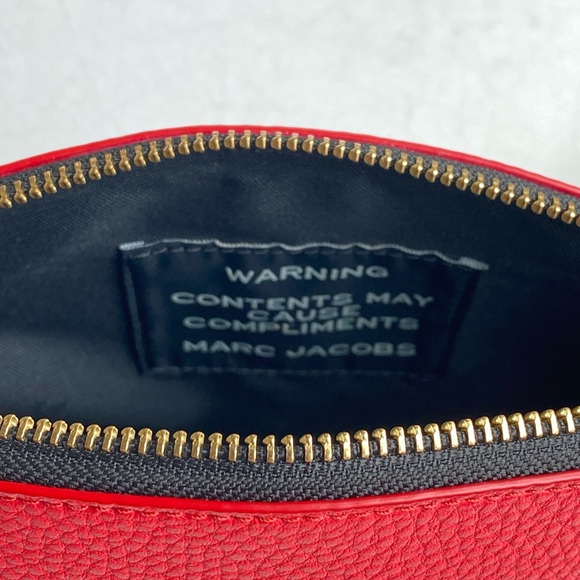 WARNING
CONTENTS MAY
CAUSE
COMPLIMENTS
MARC JACOBS